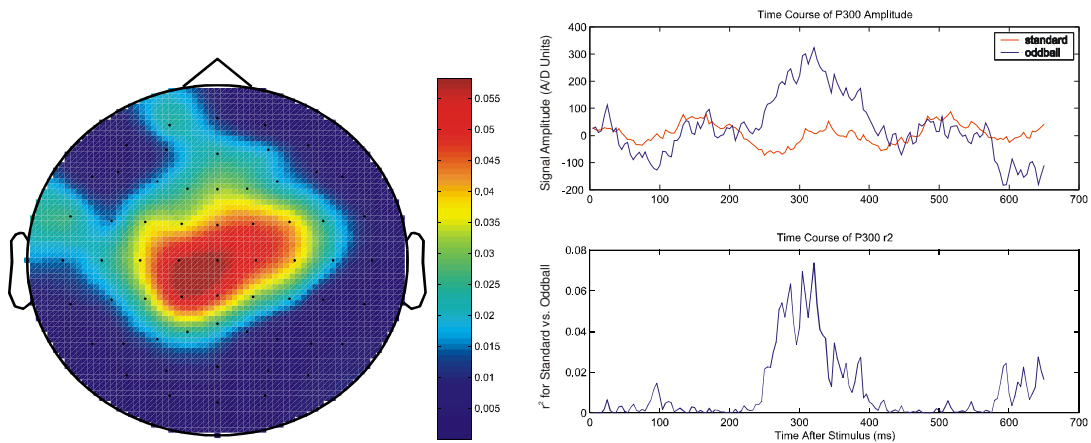 0.055
0.05
0.045
0.04
0.035
0.03
0.025
0.02
0.015
0.01
0.005
Time Course of P300 Amplitude
Signal Amplitude (A/D Units)
400
300
200
100
0
-100
-200
0 100 200 300 400 500 600 700
standard
oddball
Time Course of P300 r2
r² for Standard vs. Oddball
0.08
0.06
0.04
0.02
0
0 100 200 300 400 500 600 700
Time After Stimulus (ms)